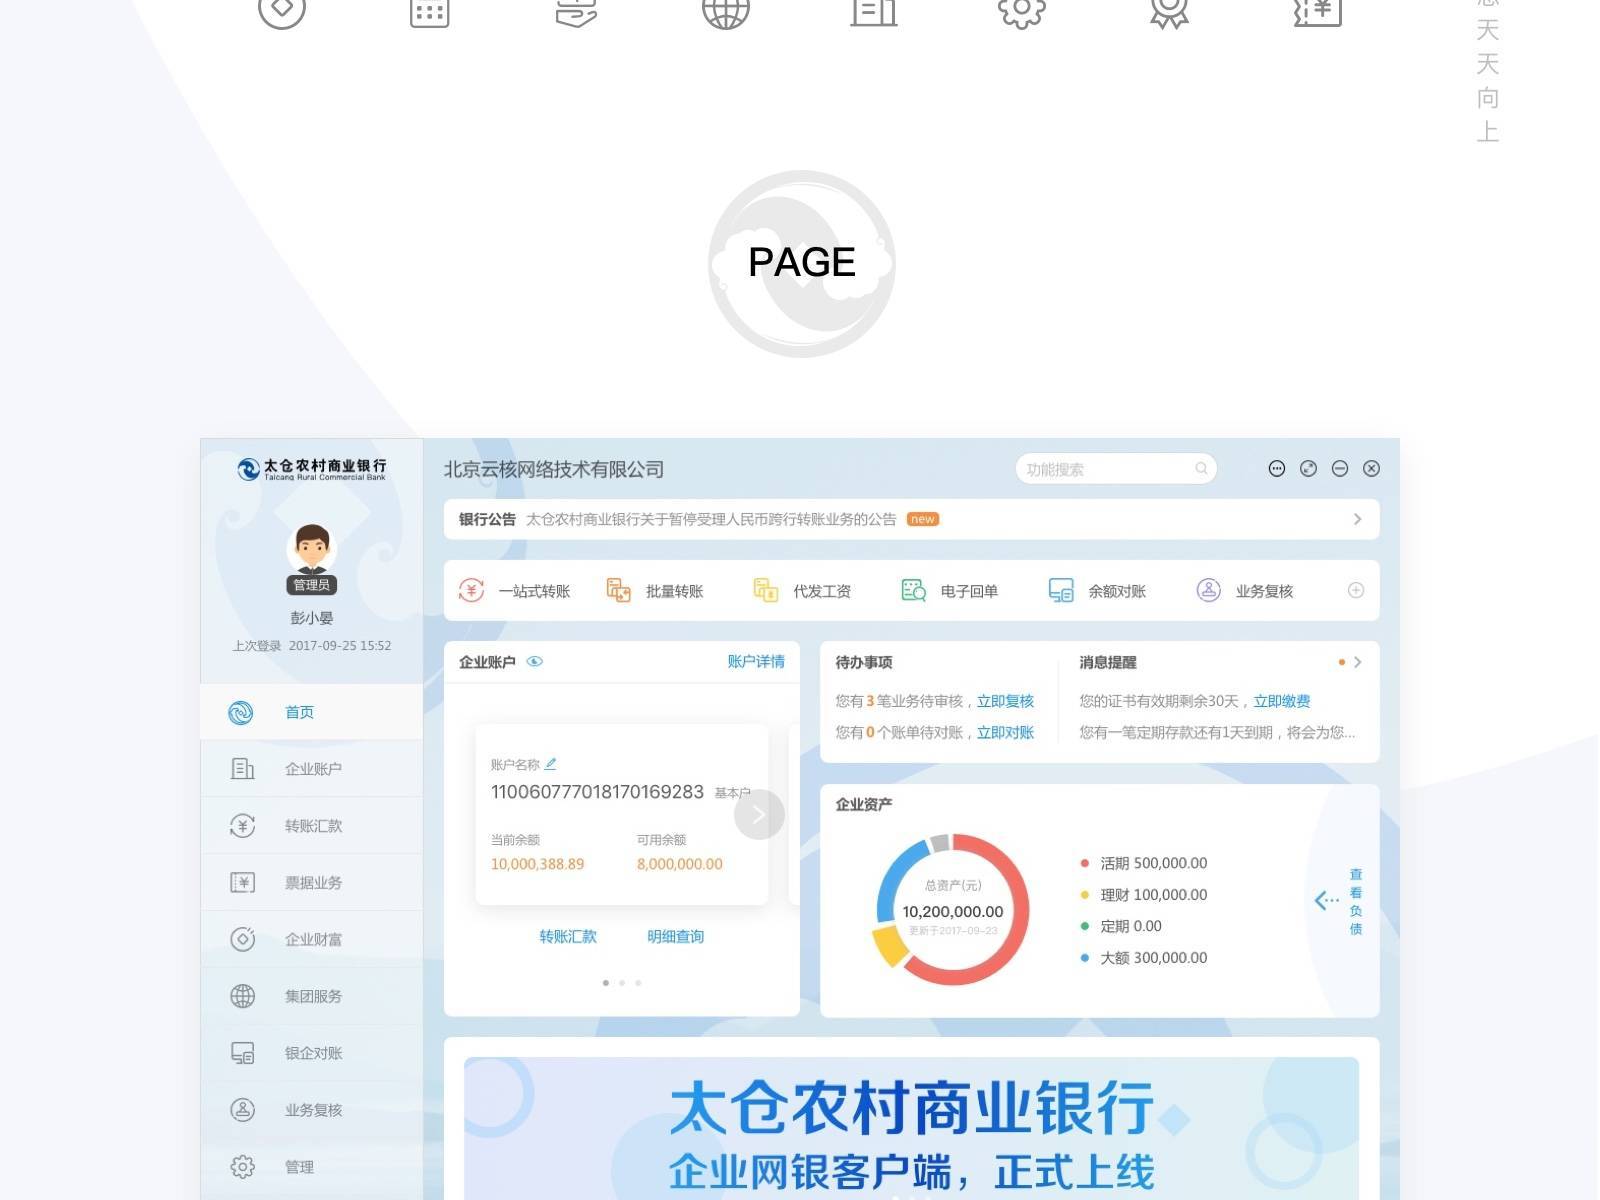 天
天
向
上
PAGE
太仓农村商业银行
Taicang Rural Commercial Bank
管理员
彭小晏
上次登录 2017-09-25 15:52
首页
企业账户
转账汇款
票据业务
企业财富
集团服务
银企对账
业务复核
管理
北京云核网络技术有限公司
功能搜索
银行公告 太仓农村商业银行关于暂停受理人民币跨行转账业务的公告 new
一站式转账 批量转账 代发工资 电子回单 余额对账 业务复核
企业账户 账户详情
账户名称
110060777018170169283 基本户
当前余额 可用余额
10,000,388.89 8,000,000.00
转账汇款 明细查询
待办事项
您有3笔业务待审核，立即复核
您有0个账单待对账，立即对账
消息提醒
您的证书有效期剩余30天，立即缴费
您有一笔定期存款还有1天到期，将会为您...
企业资产
总资产(元)
10,200,000.00
更新于2017-09-23
活期 500,000.00
理财 100,000.00
定期 0.00
大额 300,000.00
查
看
负
债
太仓农村商业银行
企业网银客户端，正式上线